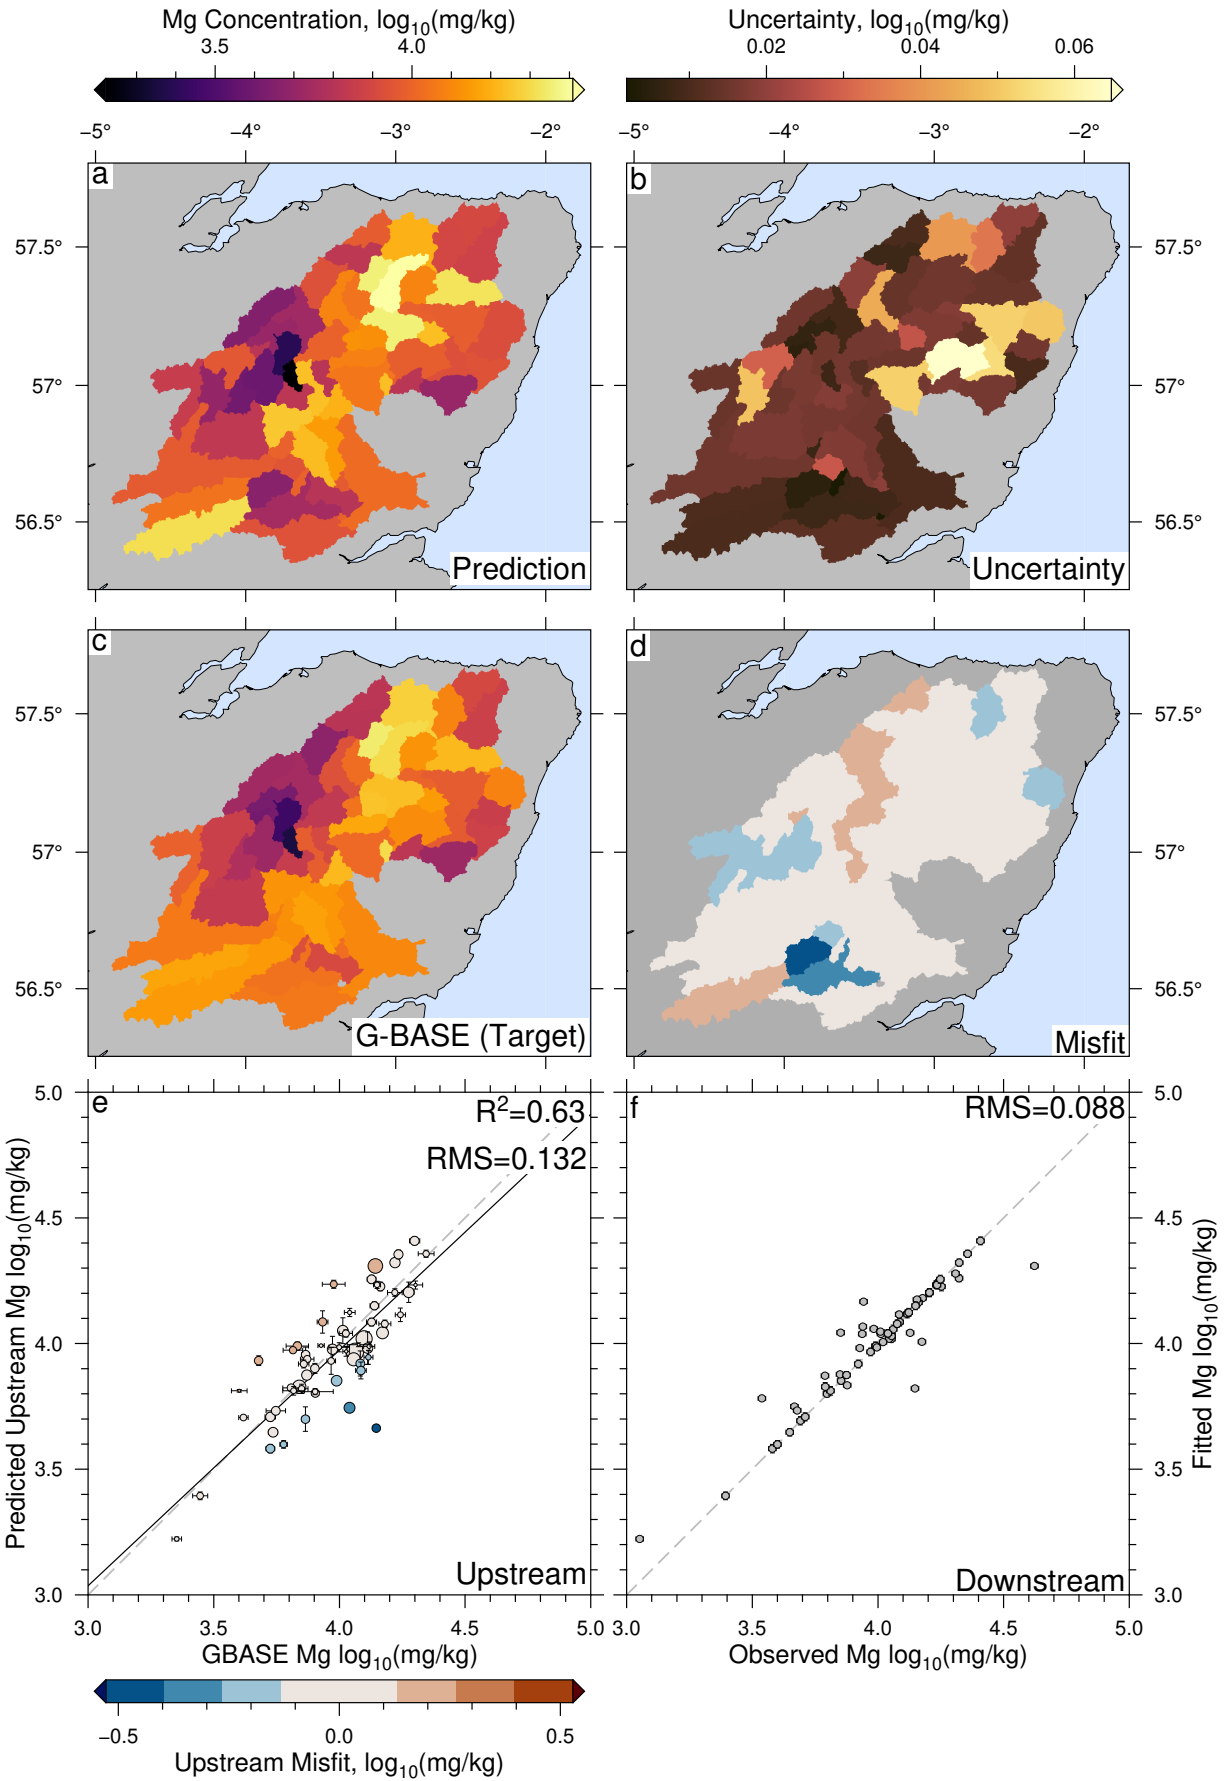 Mg Concentration, log10(mg/kg)
3.5 4.0
Uncertainty, log10(mg/kg)
0.02 0.04 0.06
−5° −4° −3° −2°
−5° −4° −3° −2°
a
57.5°
57°
56.5°
Prediction
b
57.5°
57°
56.5°
Uncertainty
c
57.5°
57°
56.5°
G-BASE (Target)
d
57.5°
57°
56.5°
Misfit
e
R2=0.63
RMS=0.132
5.0
4.5
4.0
3.5
3.0
Predicted Upstream Mg log10(mg/kg)
Upstream
3.0 3.5 4.0 4.5 5.0
GBASE Mg log10(mg/kg)
f
RMS=0.088
5.0
4.5
4.0
3.5
3.0
Fitted Mg log10(mg/kg)
Downstream
3.0 3.5 4.0 4.5 5.0
Observed Mg log10(mg/kg)
−0.5 0.0 0.5
Upstream Misfit, log10(mg/kg)